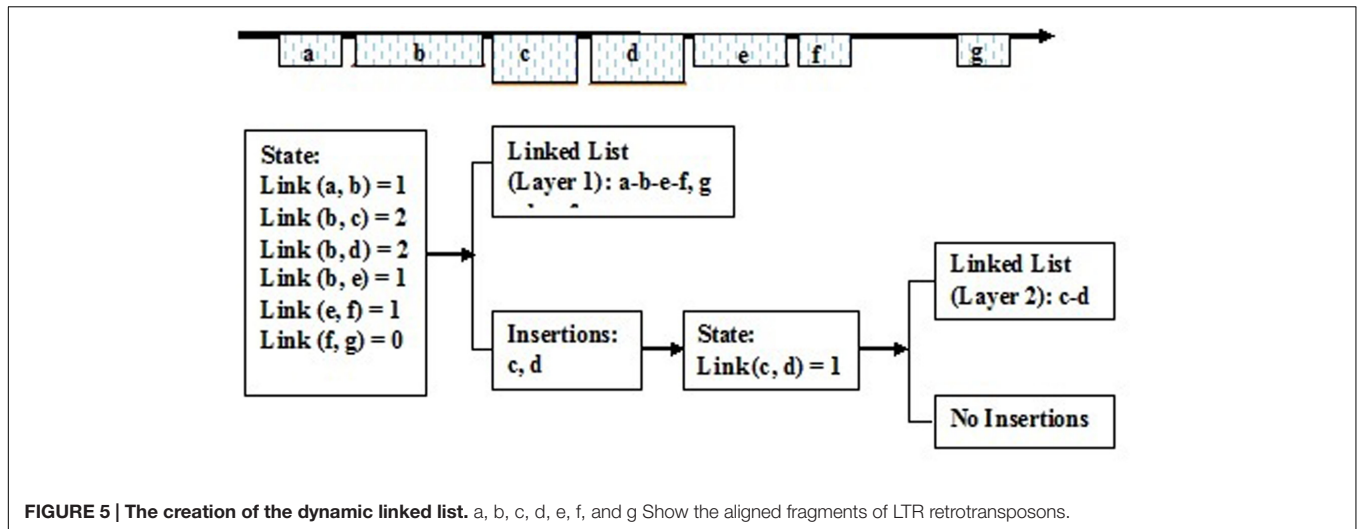 a b c d e f g
State:
Link (a, b) = 1
Link (b, c) = 2
Link (b, d) = 2
Link (b, e) = 1
Link (e, f) = 1
Link (f, g) = 0
Linked List
(Layer 1): a-b-e-f, g
Insertions:
c, d
State:
Link(c, d) = 1
Linked List
(Layer 2): c-d
No Insertions
FIGURE 5 | The creation of the dynamic linked list. a, b, c, d, e, f, and g Show the aligned fragments of LTR retrotransposons.